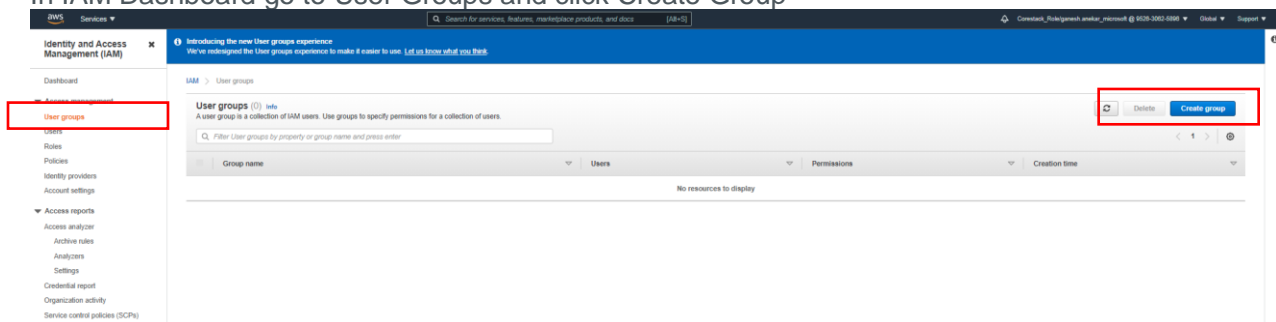 In IAM Dashboard go to User Groups and click Create Group
aws Services ▼ Search for services, features, marketplace products, and docs [Alt+S] Corestack_Role/ganesh.anekar_microsoft @ 9528-3082-5898 ▼ Global ▼ Support ▼
Identity and Access Management (IAM)
Introducing the new User groups experience
We've redesigned the User groups experience to make it easier to use. Let us know what you think.
Dashboard
Access management
User groups
Users
Roles
Policies
Identity providers
Account settings
Access reports
Access analyzer
Archive rules
Analyzers
Settings
Credential report
Organization activity
Service control policies (SCPs)
IAM > User groups
User groups (0) Info
A user group is a collection of IAM users. Use groups to specify permissions for a collection of users.
Delete Create group
Filter User groups by property or group name and press enter
< 1 >
Group name Users Permissions Creation time
No resources to display